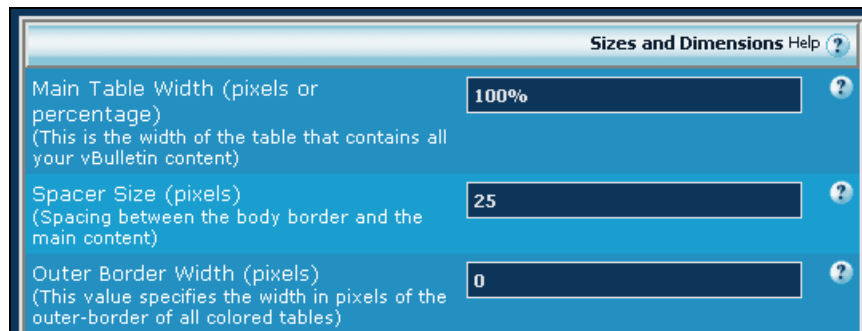 Sizes and Dimensions Help ?
Main Table Width (pixels or
percentage)
(This is the width of the table that contains all
your vBulletin content)
100%
?
Spacer Size (pixels)
(Spacing between the body border and the
main content)
25
?
Outer Border Width (pixels)
(This value specifies the width in pixels of the
outer-border of all colored tables)
0
?